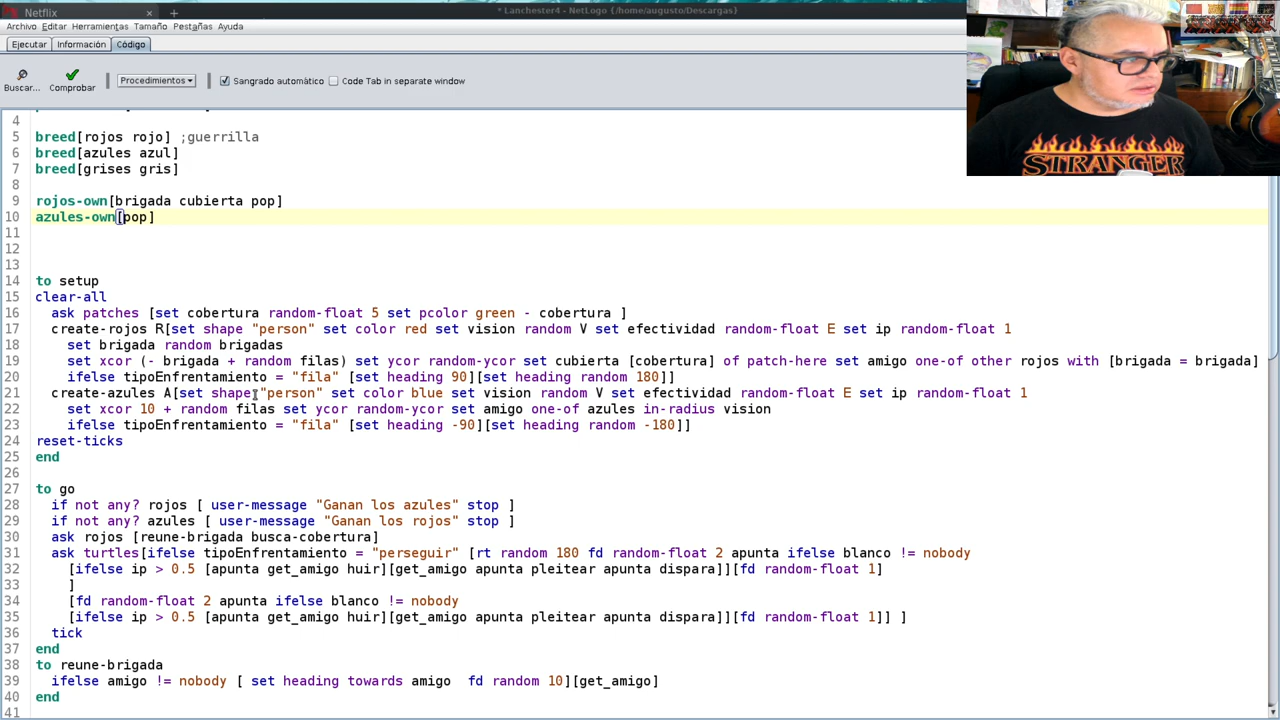 Netflix × +
* Lanchester4 - NetLogo {/home/augusto/Descargas}
Archivo Editar Herramientas Tamaño Pestañas Ayuda
Ejecutar Información Código
Buscar... Comprobar Procedimientos Sangrado automático Code Tab in separate window
4
5 breed[rojos rojo] ;guerrilla
6 breed[azules azul]
7 breed[grises gris]
8
9 rojos-own[brigada cubierta pop]
10 azules-own[pop]
11
12
13
14 to setup
15 clear-all
16 ask patches [set cobertura random-float 5 set pcolor green - cobertura ]
17 create-rojos R[set shape "person" set color red set vision random V set efectividad random-float E set ip random-float 1
18 set brigada random brigadas
19 set xcor (- brigada + random filas) set ycor random-ycor set cubierta [cobertura] of patch-here set amigo one-of other rojos with [brigada = brigada]
20 ifelse tipoEnfrentamiento = "fila" [set heading 90][set heading random 180]]
21 create-azules A[set shape "person" set color blue set vision random V set efectividad random-float E set ip random-float 1
22 set xcor 10 + random filas set ycor random-ycor set amigo one-of azules in-radius vision
23 ifelse tipoEnfrentamiento = "fila" [set heading -90][set heading random -180]]
24 reset-ticks
25 end
26
27 to go
28 if not any? rojos [ user-message "Ganan los azules" stop ]
29 if not any? azules [ user-message "Ganan los rojos" stop ]
30 ask rojos [reune-brigada busca-cobertura]
31 ask turtles[ifelse tipoEnfrentamiento = "perseguir" [rt random 180 fd random-float 2 apunta ifelse blanco != nobody
32 [ifelse ip > 0.5 [apunta get_amigo huir][get_amigo apunta pleitear apunta dispara]][fd random-float 1]
33 ]
34 [fd random-float 2 apunta ifelse blanco != nobody
35 [ifelse ip > 0.5 [apunta get_amigo huir][get_amigo apunta pleitear apunta dispara]][fd random-float 1]] ]
36 tick
37 end
38 to reune-brigada
39 ifelse amigo != nobody [ set heading towards amigo fd random 10][get_amigo]
40 end
41
STRANGER